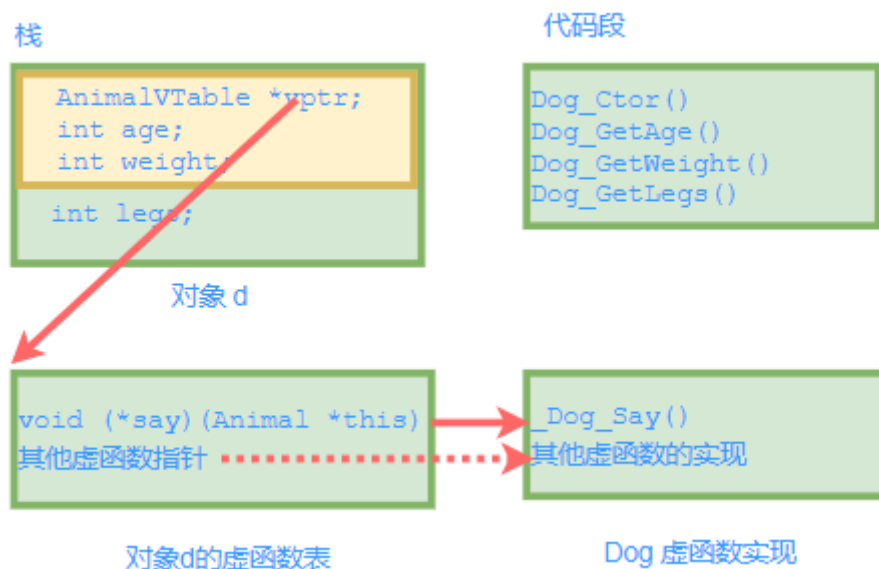 栈
AnimalVTable *vptr;
int age;
int weight;
int legs;
对象 d
代码段
Dog_Ctor()
Dog_GetAge()
Dog_GetWeight()
Dog_GetLegs()
void (*say)(Animal *this)
其他虚函数指针
对象d的虚函数表
_Dog_Say()
其他虚函数的实现
Dog 虚函数实现